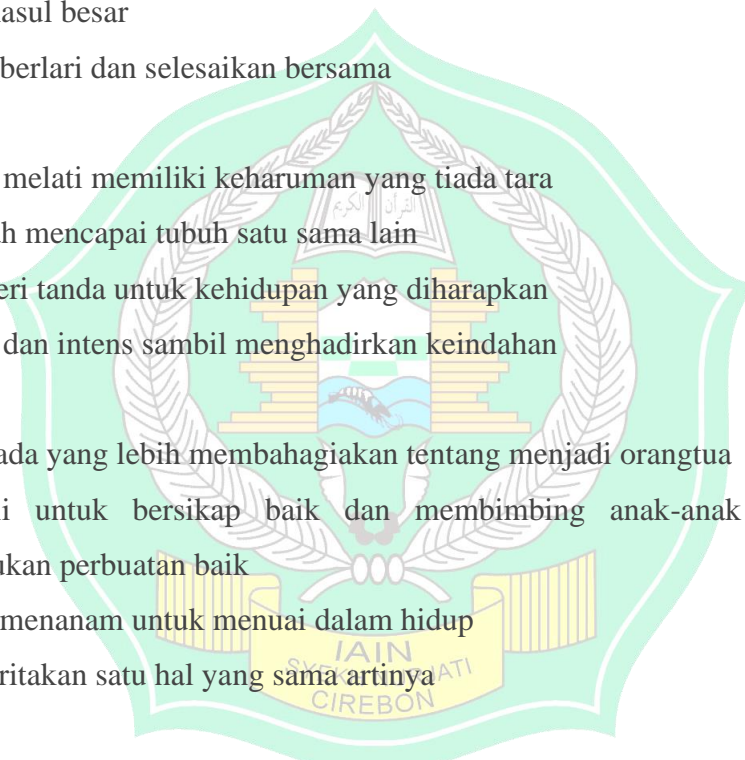 asul besar
berlari dan selesaikan bersama
melati memiliki keharuman yang tiada tara
القرآن الكريم
h mencapai tubuh satu sama lain
eri tanda untuk kehidupan yang diharapkan
dan intens sambil menghadirkan keindahan
ada yang lebih membahagiakan tentang menjadi orangtua
i untuk bersikap baik dan membimbing anak-anak
ukan perbuatan baik
menanam untuk menuai dalam hidup
IAIN
ritakan satu hal yang sama artinya
CIREBON